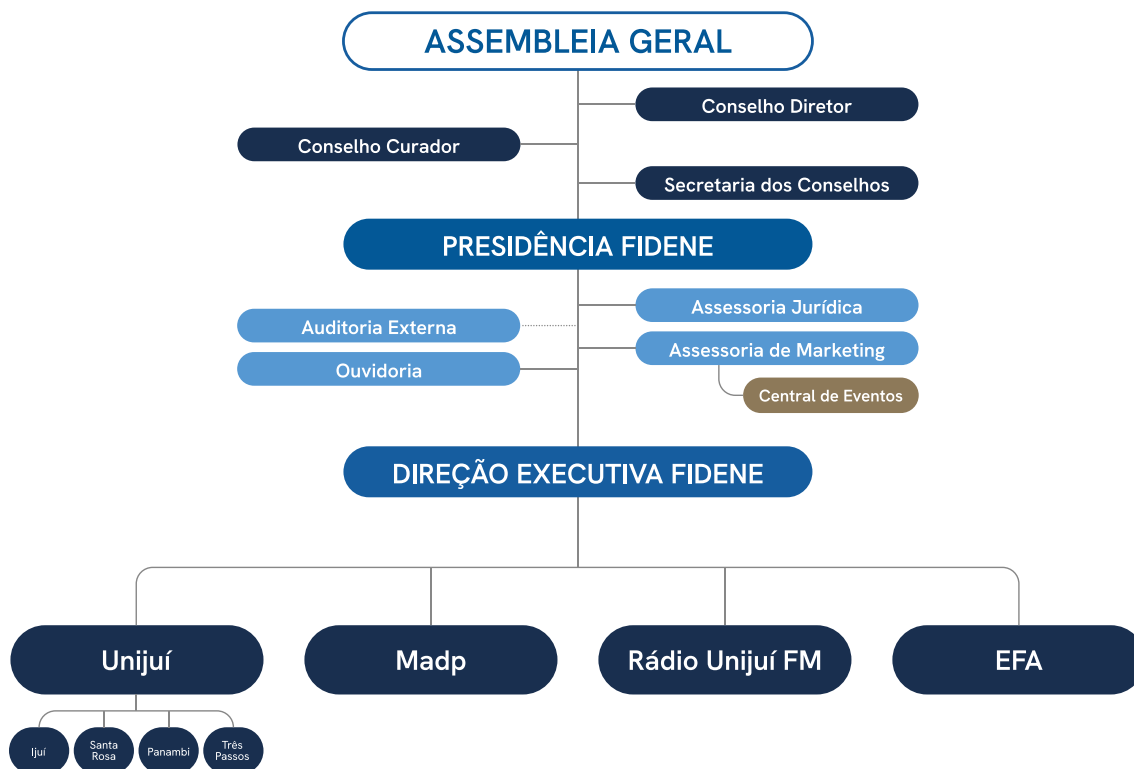 ASSEMBLEIA GERAL
Conselho Diretor
Conselho Curador
Secretaria dos Conselhos
PRESIDÊNCIA FIDENE
Assessoria Jurídica
Auditoria Externa
Assessoria de Marketing
Ouvidoria
Central de Eventos
DIREÇÃO EXECUTIVA FIDENE
Unijuí
Madp
Rádio Unijuí FM
EFA
Ijuí
Santa
Rosa
Panambi
Três
Passos